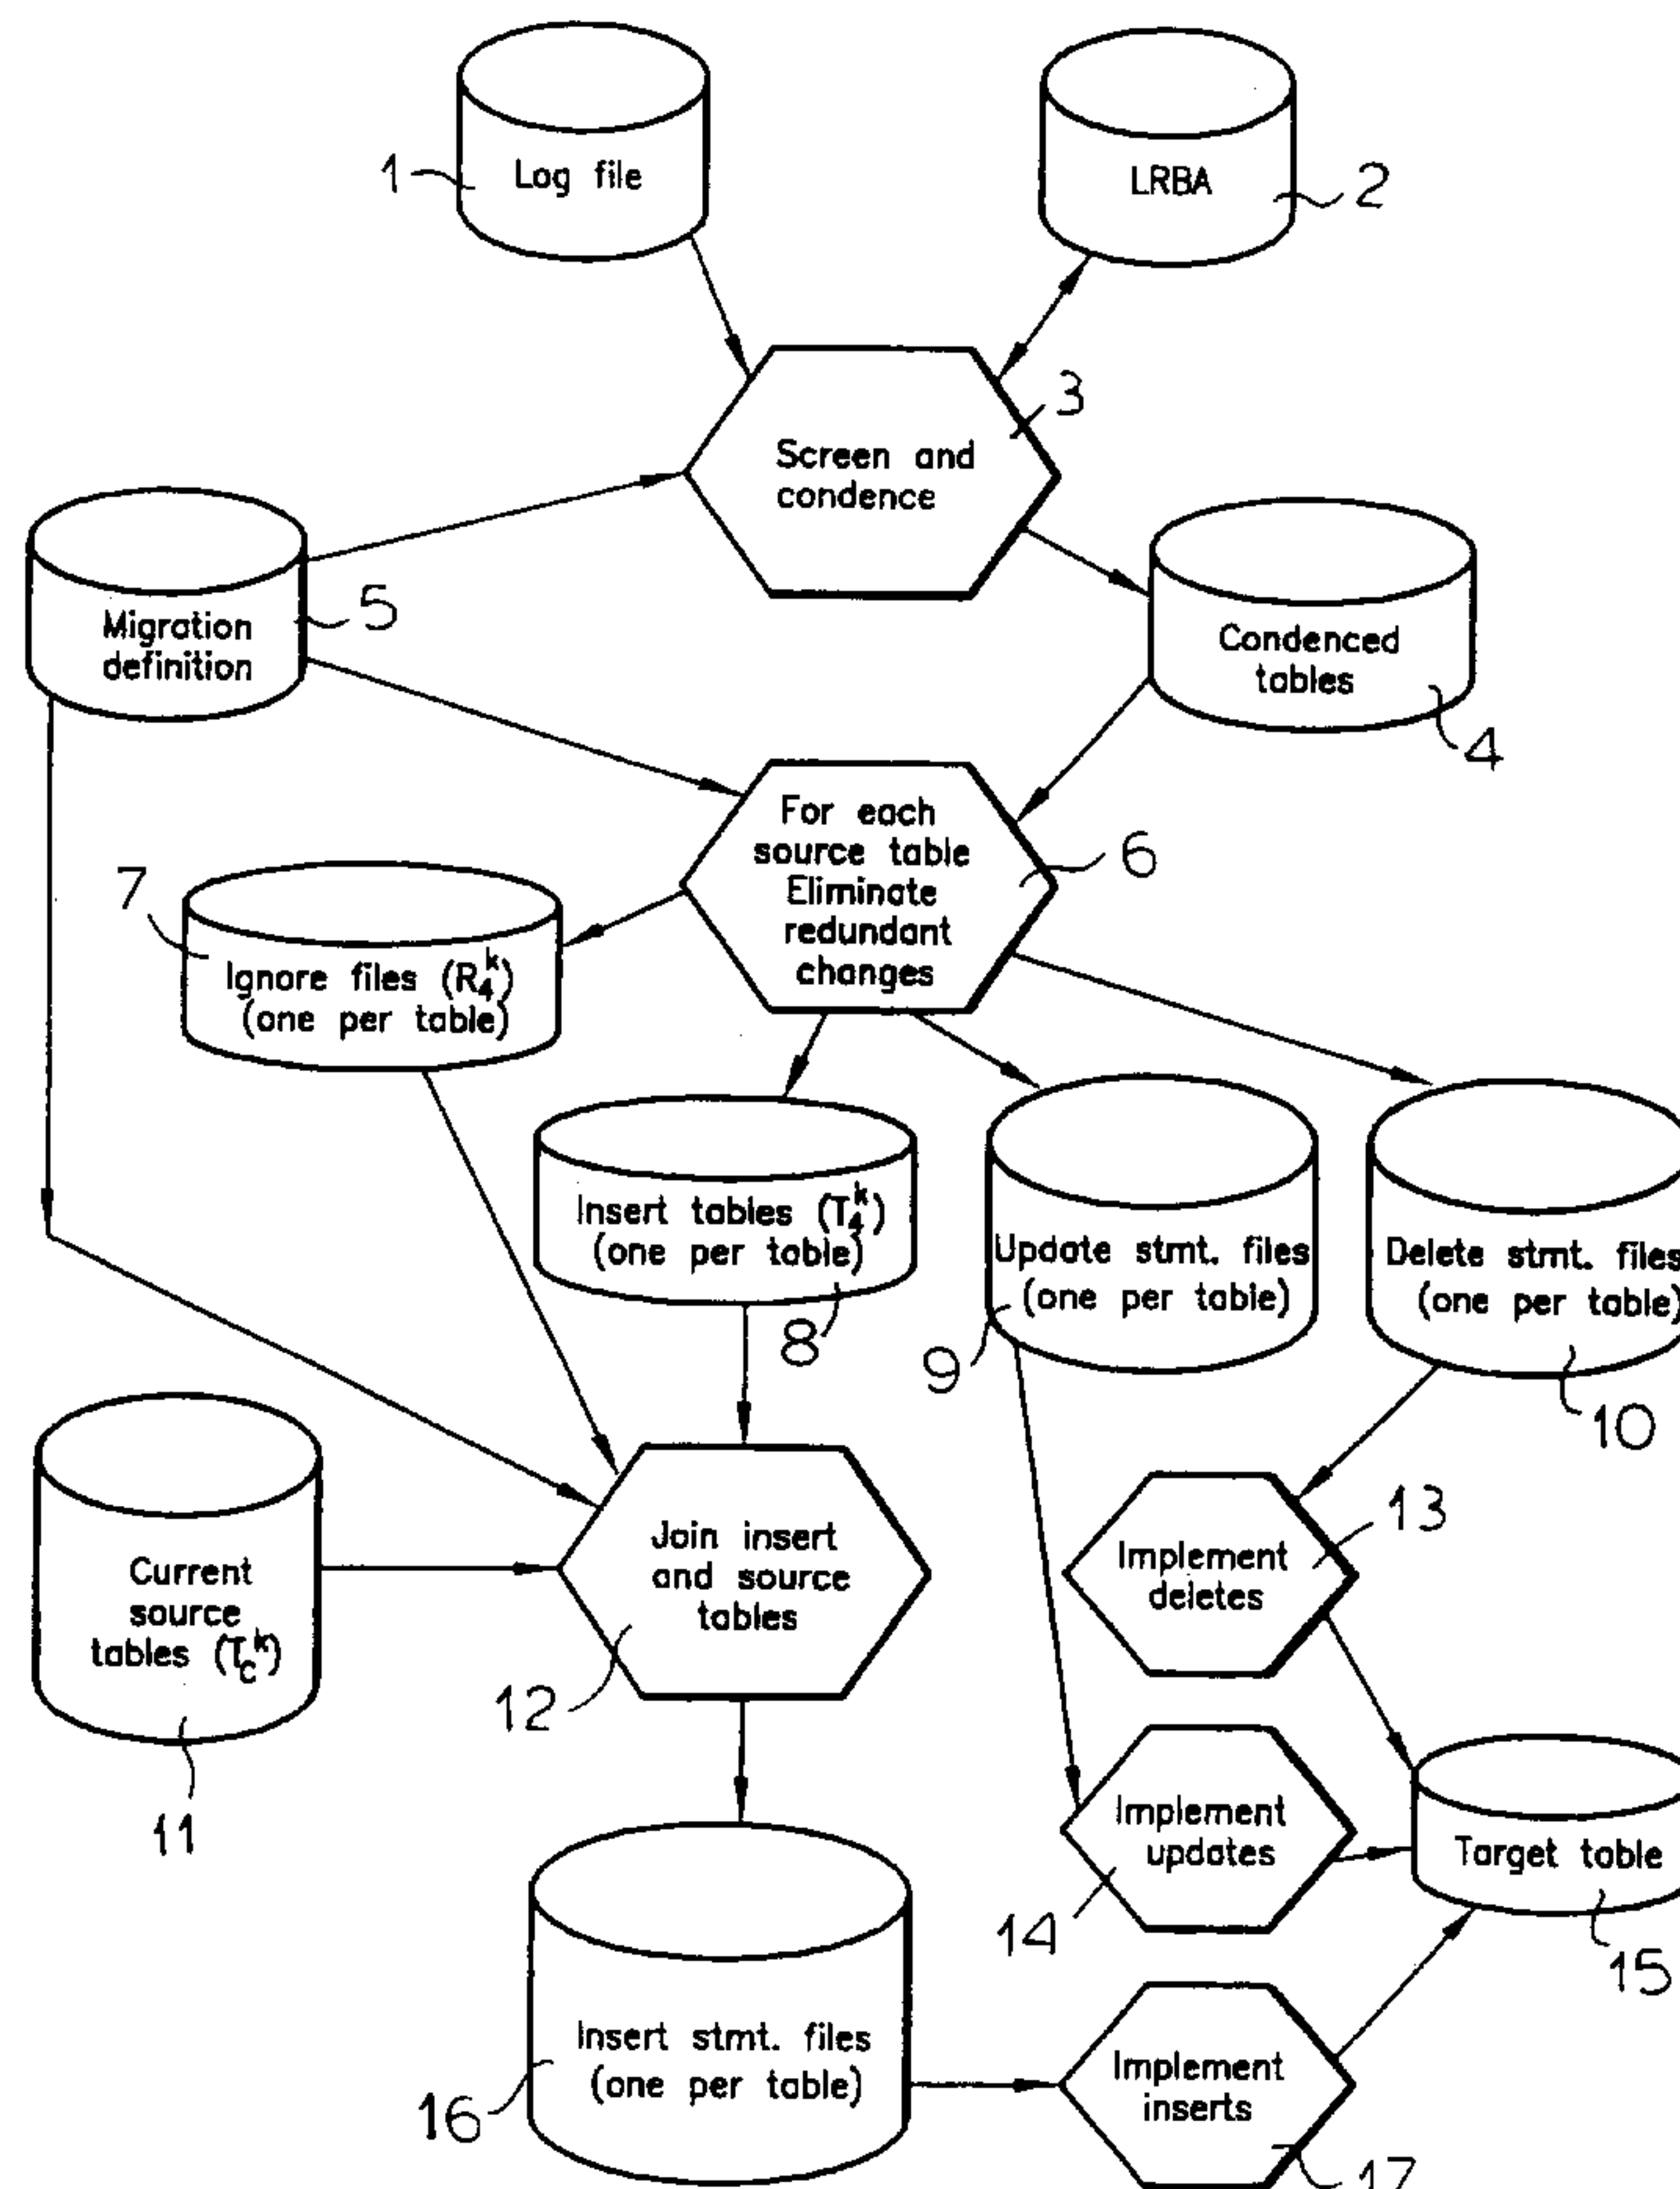 1
Log file
LRBA
2
3
Screen and
condence
Migration
definition
5
Condenced
tables
4
For each
source table
Eliminate
redundant
changes
6
7
Ignore files (R₄ᵏ)
(one per table)
Insert tables (T₄ᵏ)
(one per table)
8
Update stmt. files
(one per table)
9
Delete stmt. files
(one per table)
10
Current
source
tables (T_Cᵏ)
11
Join insert
and source
tables
12
Implement
deletes
13
Implement
updates
14
Target table
15
Insert stmt. files
(one per table)
16
Implement
inserts
17